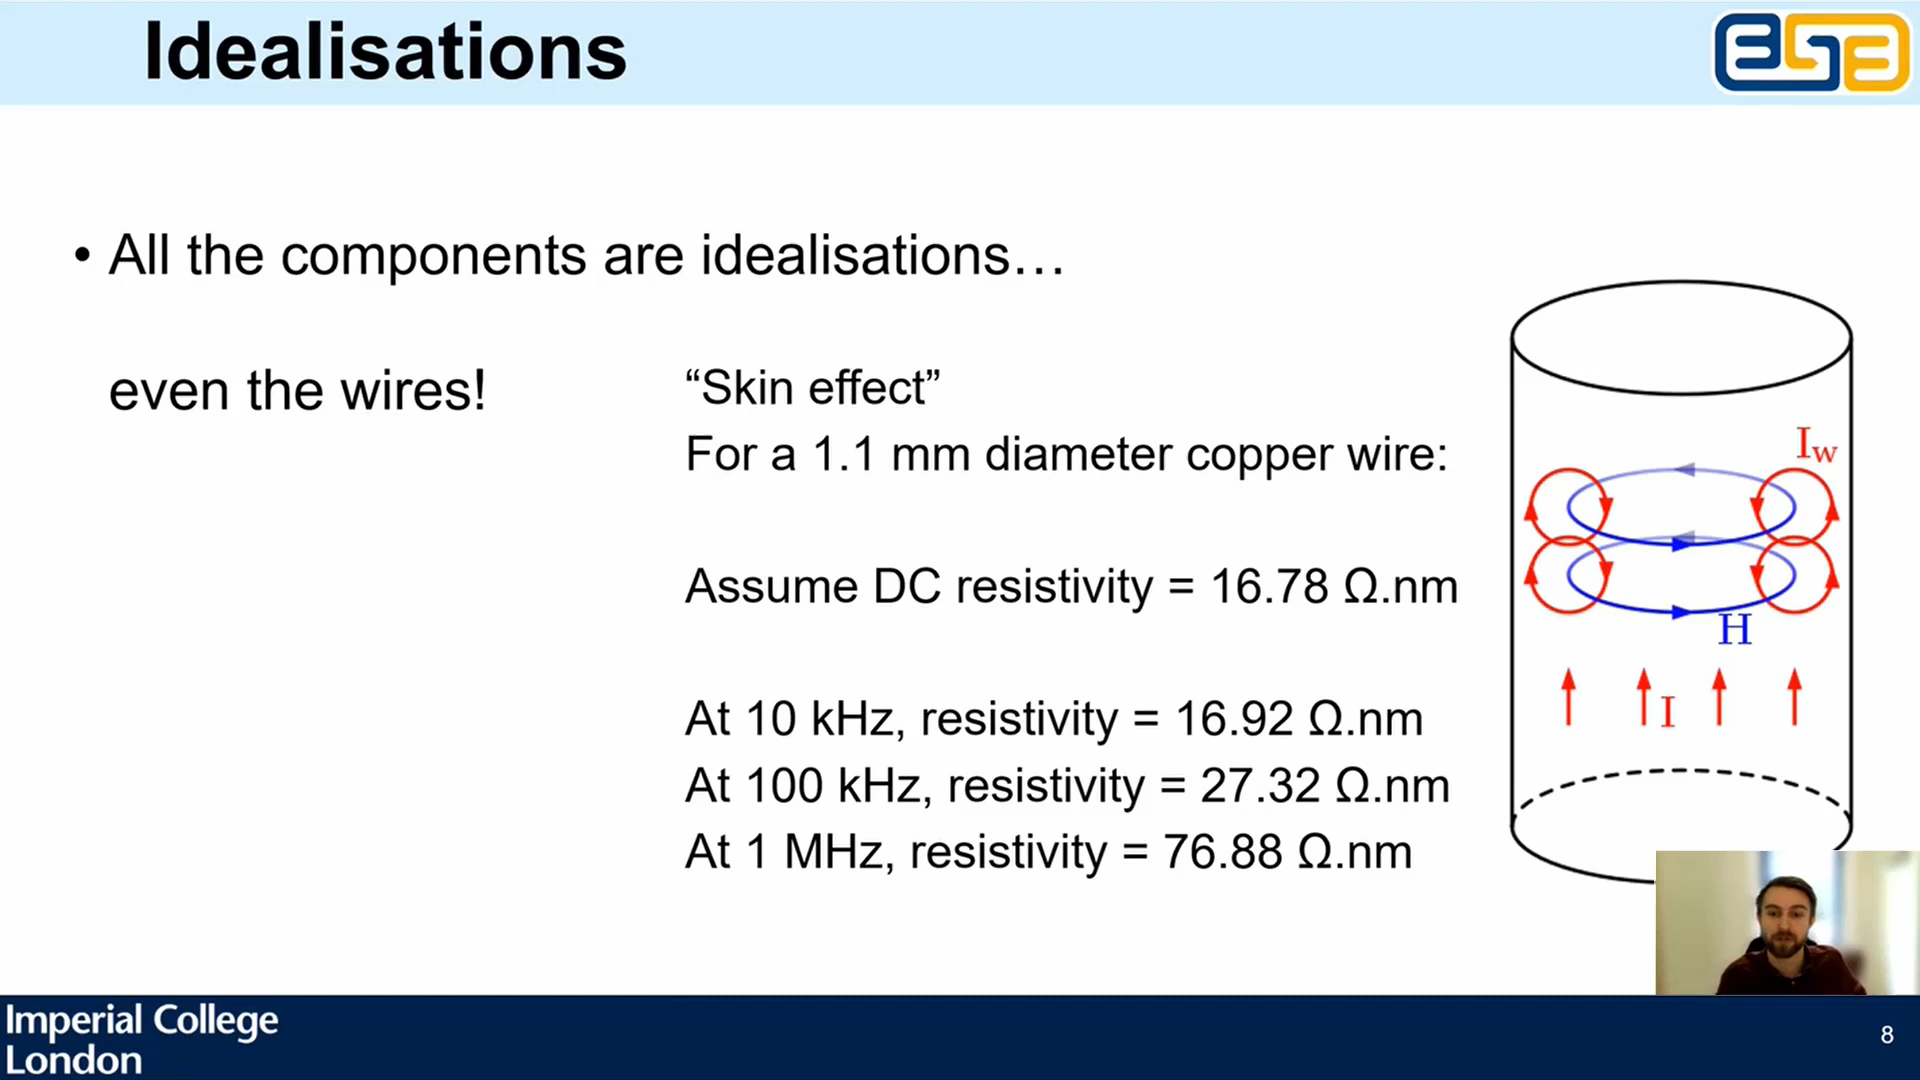 Idealisations
EGE
• All the components are idealisations…
even the wires!
“Skin effect”
For a 1.1 mm diameter copper wire:
Assume DC resistivity = 16.78 Ω.nm
At 10 kHz, resistivity = 16.92 Ω.nm
At 100 kHz, resistivity = 27.32 Ω.nm
At 1 MHz, resistivity = 76.88 Ω.nm
Iw
H
I
Imperial College
London
8